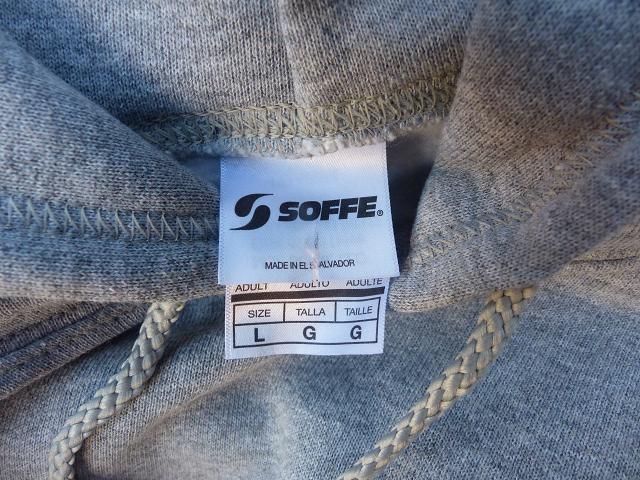 SOFFE®
MADE IN EL SALVADOR
ADULT ADULTO ADULTE
SIZE TALLA TAILLE
L G G